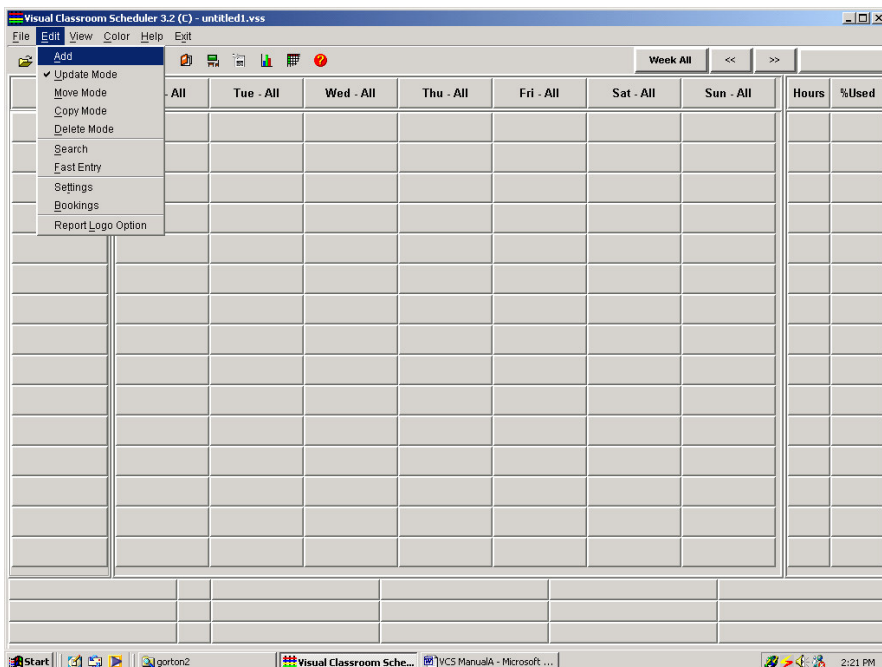 Visual Classroom Scheduler 3.2 (C) - untitled1.vss
File Edit View Color Help Exit
Add
Update Mode
Move Mode
Copy Mode
Delete Mode
Search
Fast Entry
Settings
Bookings
Report Logo Option
Week All << >>
- All Tue - All Wed - All Thu - All Fri - All Sat - All Sun - All Hours %Used
Start gorton2 Visual Classroom Sche... VCS ManualA - Microsoft ... 2:21 PM